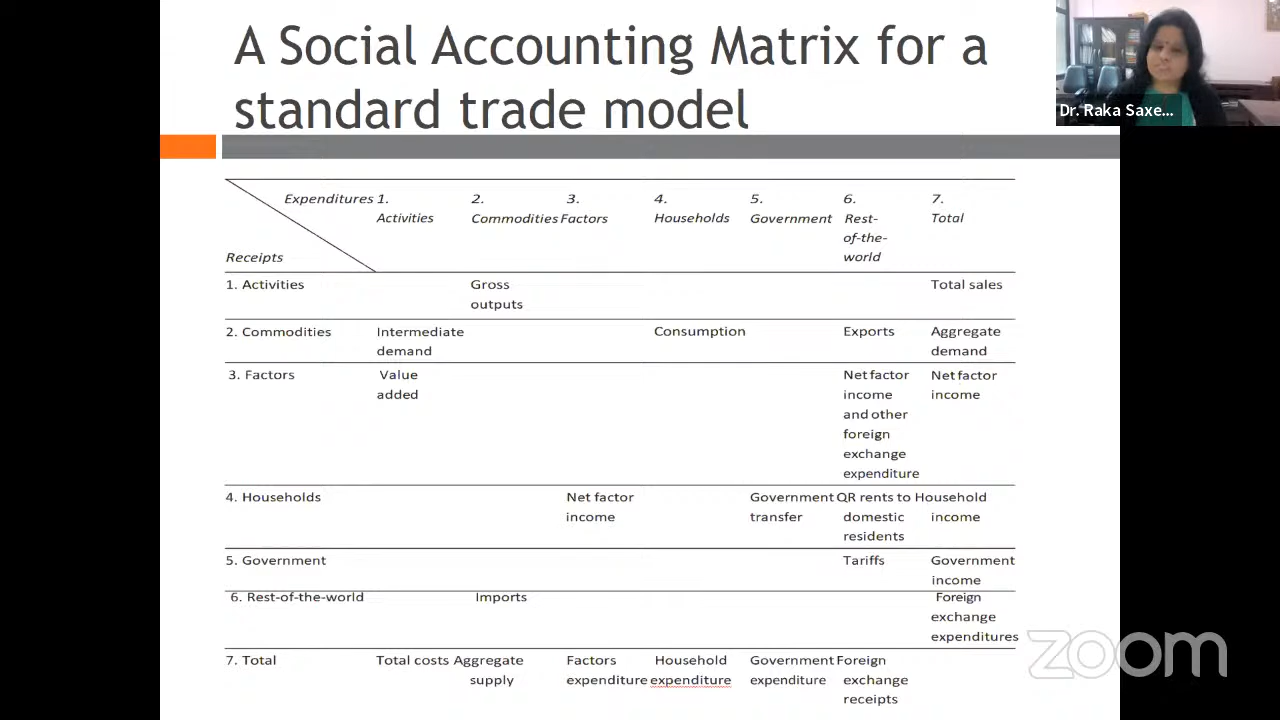 A Social Accounting Matrix for a
standard trade model
Dr. Raka Saxe...
Expenditures 1. 2. 3. 4. 5. 6. 7.
Activities Commodities Factors Households Government Rest- Total
of-the-
Receipts world
1. Activities Gross Total sales
outputs
2. Commodities Intermediate Consumption Exports Aggregate
demand demand
3. Factors Value Net factor Net factor
added income income
and other
foreign
exchange
expenditure
4. Households Net factor Government QR rents to Household
income transfer domestic income
residents
5. Government Tariffs Government
income
6. Rest-of-the-world Imports Foreign
exchange
expenditures
7. Total Total costs Aggregate Factors Household Government Foreign
supply expenditure expenditure expenditure exchange
receipts
zoom